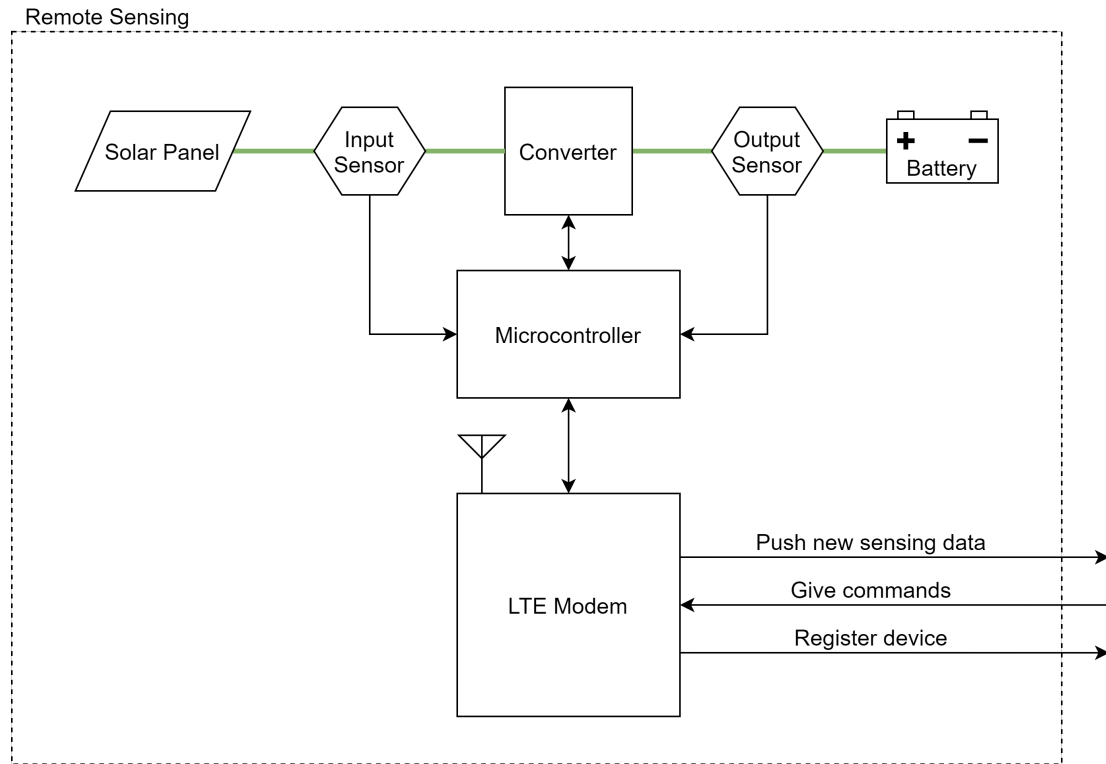 Remote Sensing
Solar Panel
Input
Sensor
Converter
Output
Sensor
+ −
Battery
Microcontroller
LTE Modem
Push new sensing data
Give commands
Register device